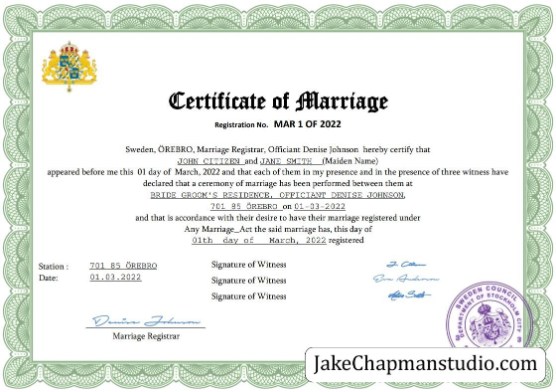 Certificate of Marriage
Registration No. MAR 1 OF 2022
Sweden, ÖREBRO, Marriage Registrar, Officiant Denise Johnson hereby certify that
JOHN CITIZEN and JANE SMITH (Maiden Name)
appeared before me this 01 day of March, 2022 and that each of them in my presence and in the presence of three witness have
declared that a ceremony of marriage has been performed between them at
BRIDE GROOM'S RESIDENCE, OFFICIANT DENISE JOHNSON,
701 85 ÖREBRO on 01-03-2022
and that is accordance with their desire to have their marriage registered under
Any Marriage_Act the said marriage has, this day of
01th day of March, 2022 registered
Station : 701 85 ÖREBRO
Date: 01.03.2022
Signature of Witness
Signature of Witness
Signature of Witness
Denise Johnson
Marriage Registrar
SWEDEN COUNCIL
DEPARTMENT OF STOCKHOLM CITY
JakeChapmanstudio.com